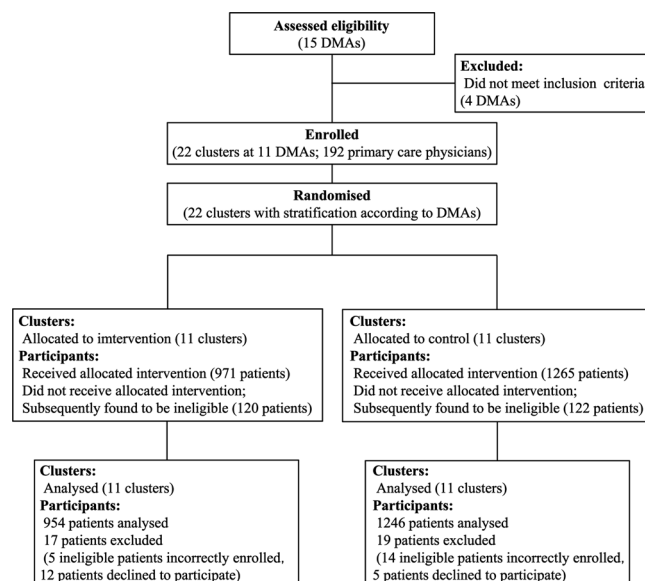 Assessed eligibility
(15 DMAs)
Excluded:
Did not meet inclusion criteria
(4 DMAs)
Enrolled
(22 clusters at 11 DMAs; 192 primary care physicians)
Randomised
(22 clusters with stratification according to DMAs)
Clusters:
Allocated to imtervention (11 clusters)
Participants:
Received allocated intervention (971 patients)
Did not receive allocated intervention;
Subsequently found to be ineligible (120 patients)
Clusters:
Allocated to control (11 clusters)
Participants:
Received allocated intervention (1265 patients)
Did not receive allocated intervention;
Subsequently found to be ineligible (122 patients)
Clusters:
Analysed (11 clusters)
Participants:
954 patients analysed
17 patients excluded
(5 ineligible patients incorrectly enrolled,
12 patients declined to participate)
Clusters:
Analysed (11 clusters)
Participants:
1246 patients analysed
19 patients excluded
(14 ineligible patients incorrectly enrolled,
5 patients declined to participate)